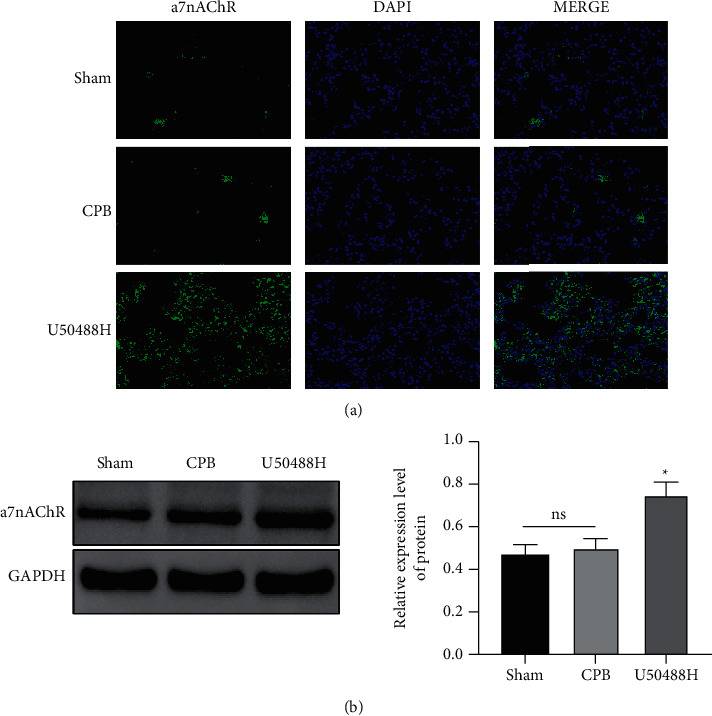 a7nAChR DAPI MERGE
Sham
CPB
U50488H
(a)
Sham CPB U50488H
a7nAChR
GAPDH
Relative expression level
of protein
1.0
0.8
0.6
0.4
0.2
0.0
ns
*
Sham CPB U50488H
(b)